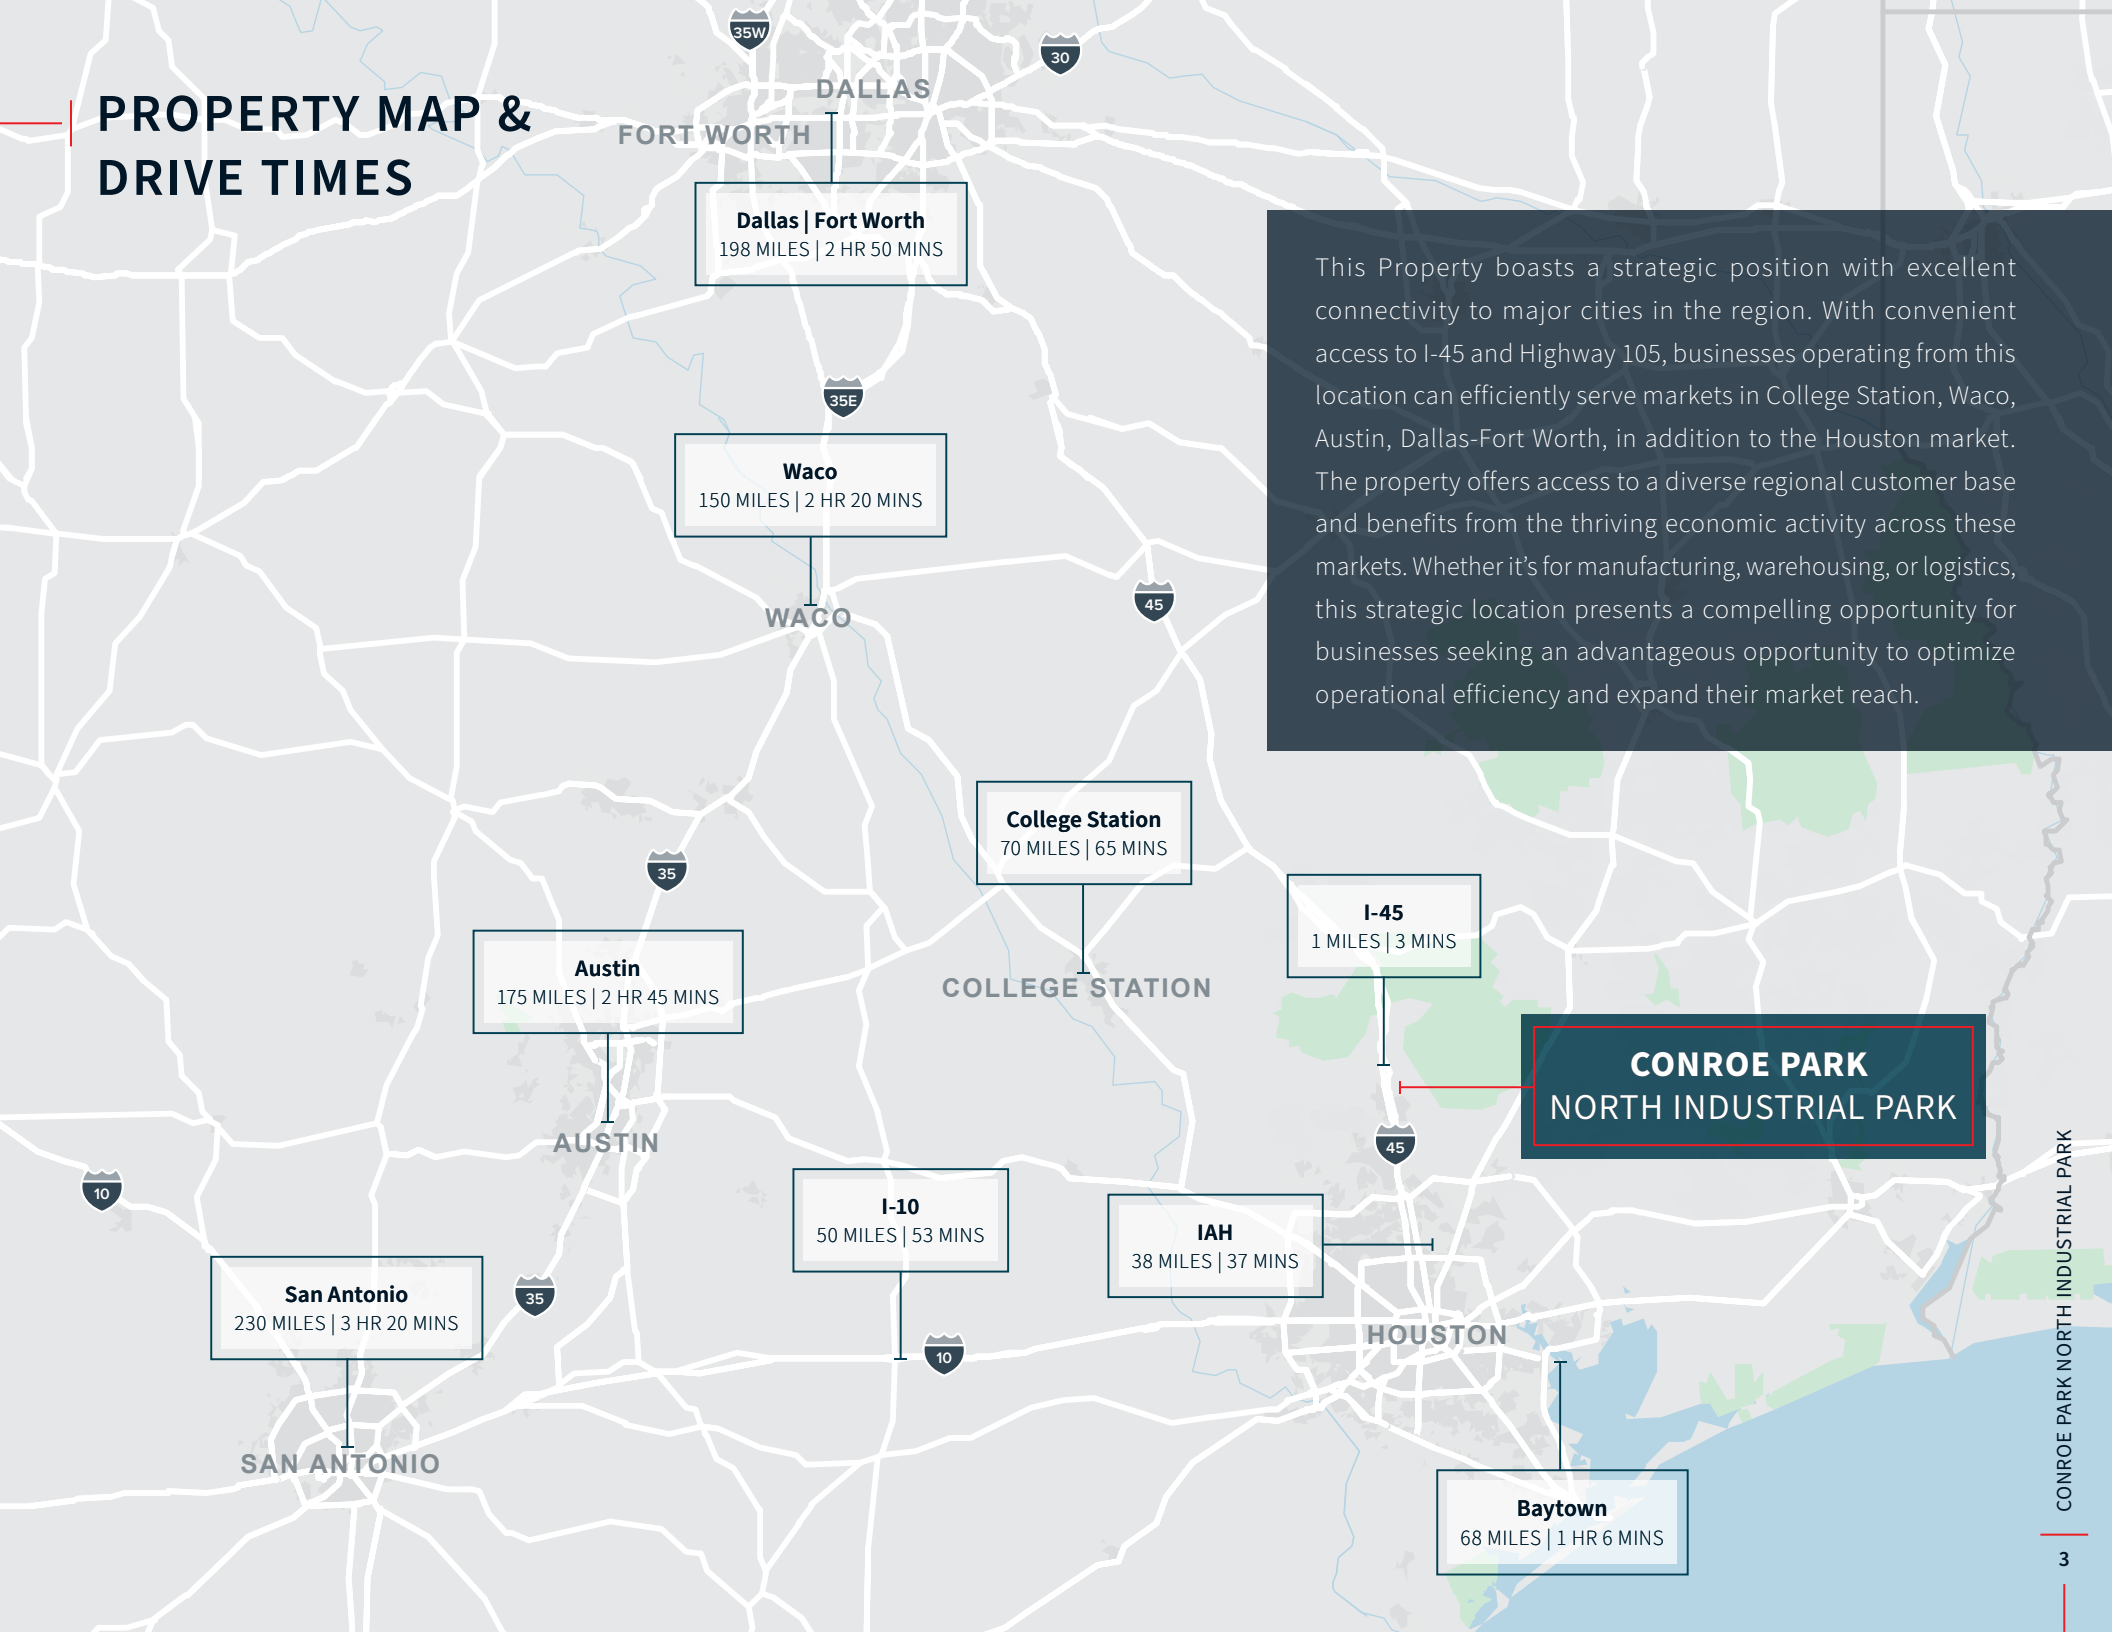 PROPERTY MAP &
DRIVE TIMES
35W
30
DALLAS
FORT WORTH
Dallas | Fort Worth
198 MILES | 2 HR 50 MINS
35E
Waco
150 MILES | 2 HR 20 MINS
WACO
45
This Property boasts a strategic position with excellent
connectivity to major cities in the region. With convenient
access to I-45 and Highway 105, businesses operating from this
location can efficiently serve markets in College Station, Waco,
Austin, Dallas-Fort Worth, in addition to the Houston market.
The property offers access to a diverse regional customer base
and benefits from the thriving economic activity across these
markets. Whether it’s for manufacturing, warehousing, or logistics,
this strategic location presents a compelling opportunity for
businesses seeking an advantageous opportunity to optimize
operational efficiency and expand their market reach.
College Station
70 MILES | 65 MINS
COLLEGE STATION
35
Austin
175 MILES | 2 HR 45 MINS
AUSTIN
I-45
1 MILES | 3 MINS
CONROE PARK
NORTH INDUSTRIAL PARK
45
10
I-10
50 MILES | 53 MINS
10
IAH
38 MILES | 37 MINS
HOUSTON
San Antonio
230 MILES | 3 HR 20 MINS
35
SAN ANTONIO
Baytown
68 MILES | 1 HR 6 MINS
CONROE PARK NORTH INDUSTRIAL PARK
3